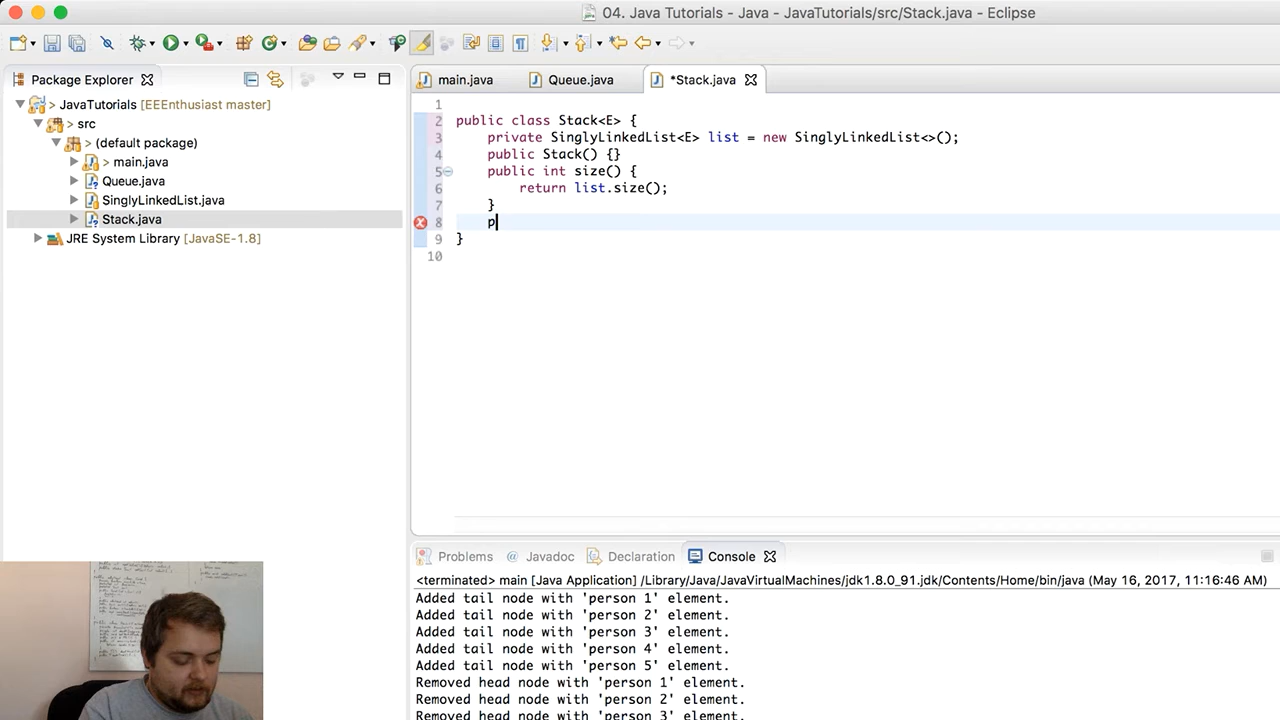 04. Java Tutorials - Java - JavaTutorials/src/Stack.java - Eclipse
Package Explorer
main.java
Queue.java
*Stack.java
> JavaTutorials [EEEnthusiast master]
> src
> (default package)
> main.java
Queue.java
SinglyLinkedList.java
Stack.java
JRE System Library [JavaSE-1.8]
1
2 public class Stack<E> {
3 private SinglyLinkedList<E> list = new SinglyLinkedList<>();
4 public Stack() {}
5 public int size() {
6 return list.size();
7 }
8 p
9 }
10
Problems @ Javadoc Declaration Console
<terminated> main [Java Application] /Library/Java/JavaVirtualMachines/jdk1.8.0_91.jdk/Contents/Home/bin/java (May 16, 2017, 11:16:46 AM)
Added tail node with 'person 1' element.
Added tail node with 'person 2' element.
Added tail node with 'person 3' element.
Added tail node with 'person 4' element.
Added tail node with 'person 5' element.
Removed head node with 'person 1' element.
Removed head node with 'person 2' element.
Removed head node with 'person 3' element.